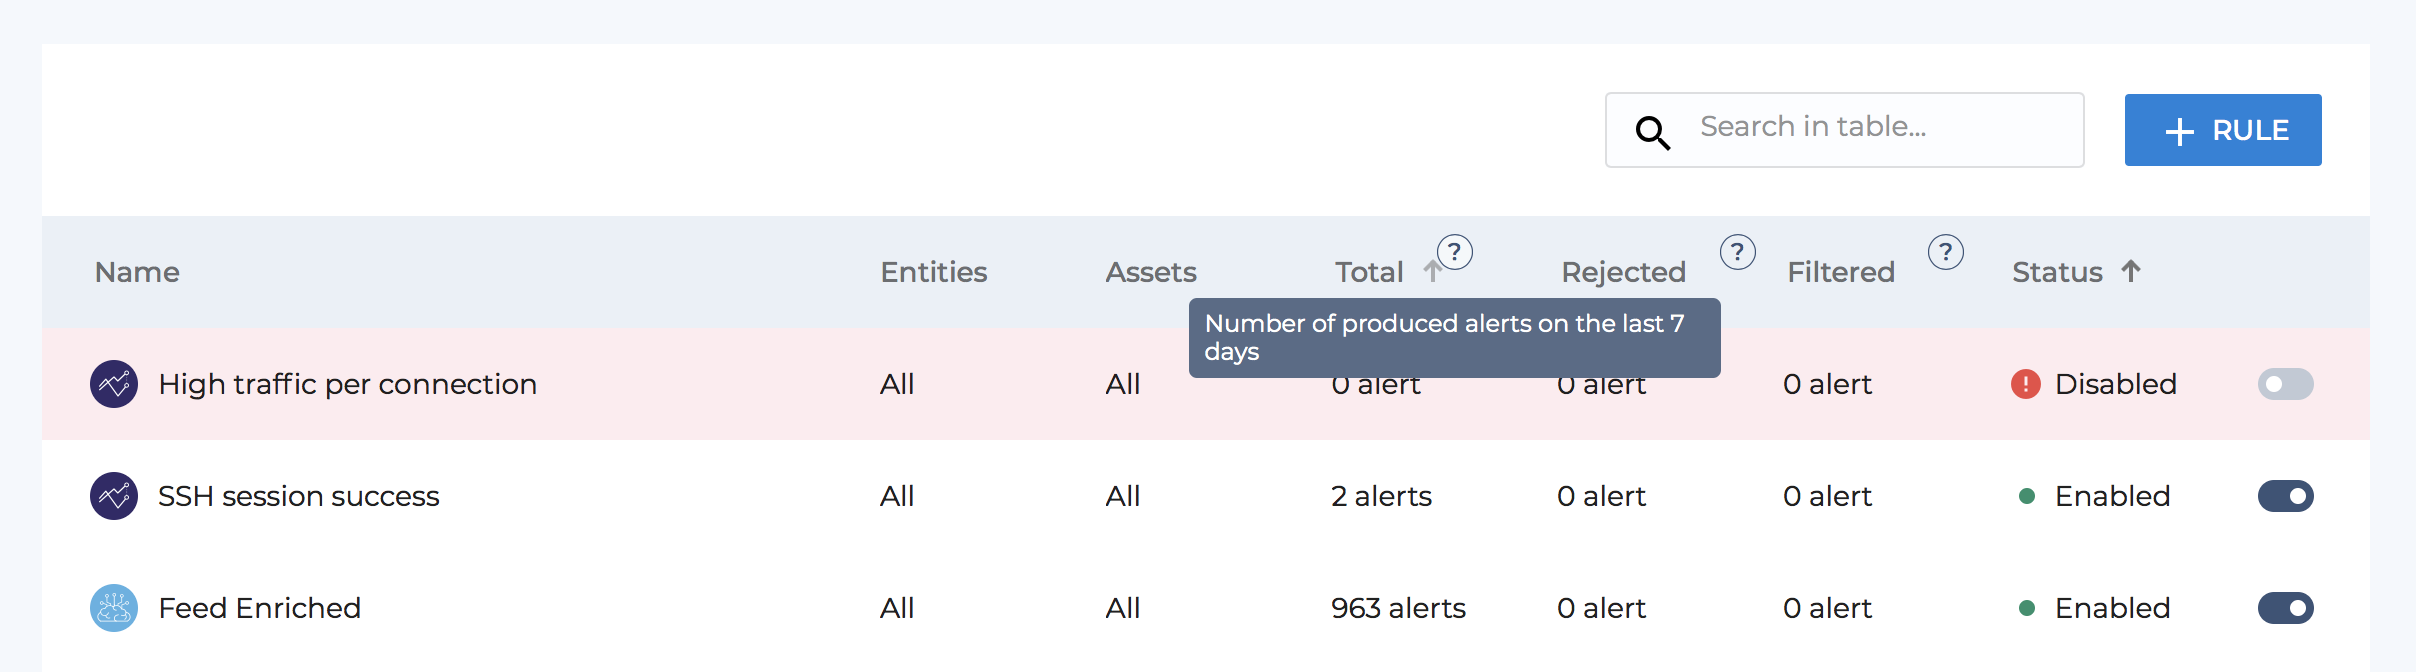 Search in table...
+ RULE
Name Entities Assets Total ? Rejected ? Filtered ? Status
Number of produced alerts on the last 7
days
High traffic per connection All All 0 alert 0 alert 0 alert ! Disabled
SSH session success All All 2 alerts 0 alert 0 alert Enabled
Feed Enriched All All 963 alerts 0 alert 0 alert Enabled